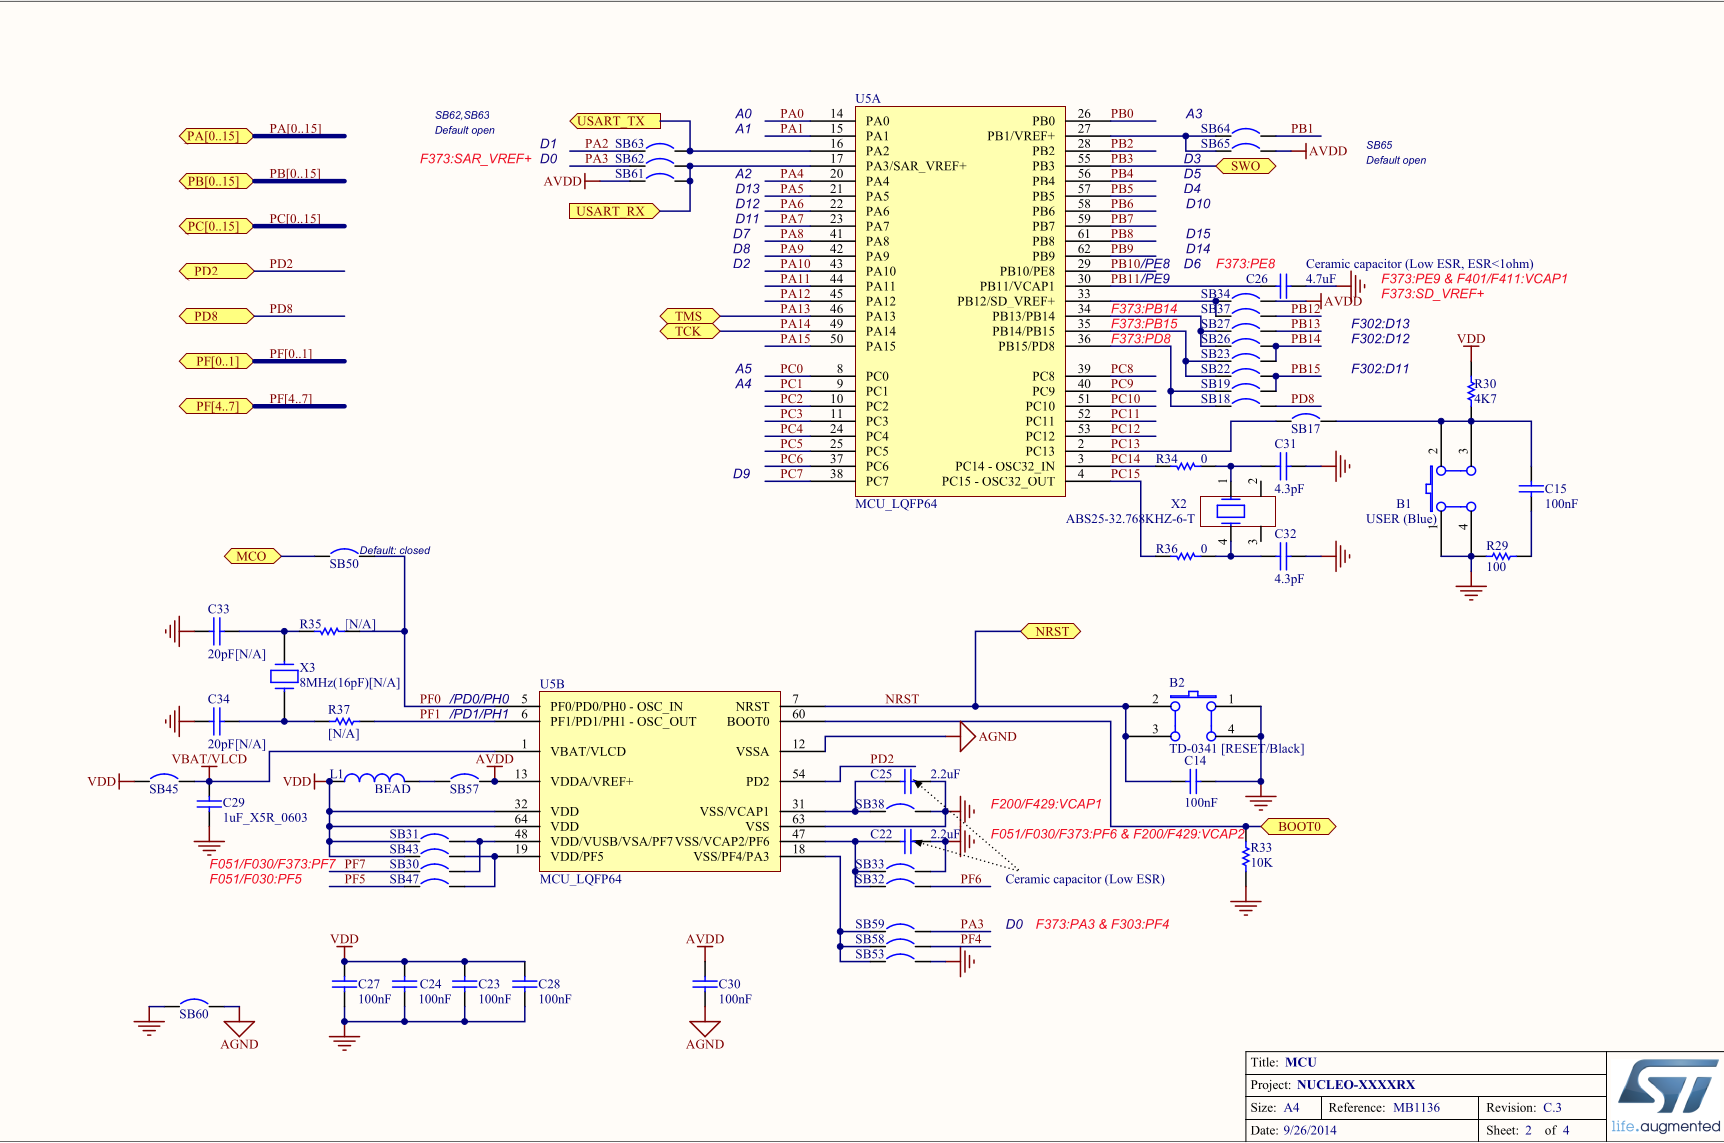 PA[0..15] PA[0..15]
PB[0..15] PB[0..15]
PC[0..15] PC[0..15]
PD2 PD2
PD8 PD8
PF[0..1] PF[0..1]
PF[4..7] PF[4..7]
SB62,SB63
Default open
USART_TX
D1 PA2 SB63
F373:SAR_VREF+ D0 PA3 SB62
AVDD SB61
USART_RX
U5A
A0 PA0 14 PA0
A1 PA1 15 PA1
16 PA2
17 PA3/SAR_VREF+
A2 PA4 20 PA4
D13 PA5 21 PA5
D12 PA6 22 PA6
D11 PA7 23 PA7
D7 PA8 41 PA8
D8 PA9 42 PA9
D2 PA10 43 PA10
PA11 44 PA11
PA12 45 PA12
TMS PA13 46 PA13
TCK PA14 49 PA14
PA15 50 PA15
A5 PC0 8 PC0
A4 PC1 9 PC1
PC2 10 PC2
PC3 11 PC3
PC4 24 PC4
PC5 25 PC5
PC6 37 PC6
D9 PC7 38 PC7
MCU_LQFP64
PB0 26 PB0 A3
PB1/VREF+ 27 SB64 PB1
PB2 28 PB2 SB65 AVDD
SB65
Default open
PB3 55 PB3 D3 SWO
PB4 56 PB4 D5
PB5 57 PB5 D4
PB6 58 PB6 D10
PB7 59 PB7
PB8 61 PB8 D15
PB9 62 PB9 D14
PB10/PE8 29 PB10/PE8 D6 F373:PE8
Ceramic capacitor (Low ESR, ESR<1ohm)
PB11/VCAP1 30 PB11/PE9 C26 4.7uF F373:PE9 & F401/F411:VCAP1
F373:SD_VREF+
PB12/SD_VREF+ 33 SB34 AVDD
PB13/PB14 34 F373:PB14 SB37 PB12
PB14/PB15 35 F373:PB15 SB27 PB13 F302:D13
PB15/PD8 36 F373:PD8 SB26 PB14 F302:D12
SB23
PC8 39 PC8 SB22 PB15 F302:D11
PC9 40 PC9 SB19
PC10 51 PC10 SB18 PD8
PC11 52 PC11
PC12 53 PC12 SB17
PC13 2 PC13
PC14 - OSC32_IN 3 PC14 R34 0
PC15 - OSC32_OUT 4 PC15
C31
4.3pF
1 2
X2
ABS25-32.768KHZ-6-T
4 3
R36 0
C32
4.3pF
VDD
R30
4K7
2 3
B1
USER (Blue)
1 4
C15
100nF
R29
100
MCO SB50 Default: closed
C33
20pF[N/A]
R35 [N/A]
X3
8MHz(16pF)[N/A]
C34
20pF[N/A]
R37
[N/A]
U5B
PF0 /PD0/PH0 5 PF0/PD0/PH0 - OSC_IN
PF1 /PD1/PH1 6 PF1/PD1/PH1 - OSC_OUT
1 VBAT/VLCD
VBAT/VLCD
VDD SB45
C29
1uF_X5R_0603
VDD L1 BEAD SB57 AVDD 13 VDDA/VREF+
32 VDD
64 VDD
SB31 48 VDD/VUSB/VSA/PF7
SB43 19 VDD/PF5
F051/F030/F373:PF7 PF7 SB30
F051/F030:PF5 PF5 SB47
MCU_LQFP64
NRST
NRST 7 NRST
BOOT0 60
VSSA 12 AGND
PD2 54 PD2
C25 2.2uF
VSS/VCAP1 31 SB38 F200/F429:VCAP1
VSS 63
VSS/VCAP2/PF6 47 C22 2.2uF F051/F030/F373:PF6 & F200/F429:VCAP2
VSS/PF4/PA3 18
SB33
SB32 PF6 Ceramic capacitor (Low ESR)
SB59 PA3 D0 F373:PA3 & F303:PF4
SB58 PF4
SB53
B2
2 1
3 4
TD-0341 [RESET/Black]
C14
100nF
BOOT0
R33
10K
VDD
C27 C24 C23 C28
100nF 100nF 100nF 100nF
AVDD
C30
100nF
AGND
SB60
AGND
Title: MCU
Project: NUCLEO-XXXXRX
Size: A4 Reference: MB1136 Revision: C.3
Date: 9/26/2014 Sheet: 2 of 4
ST
life.augmented